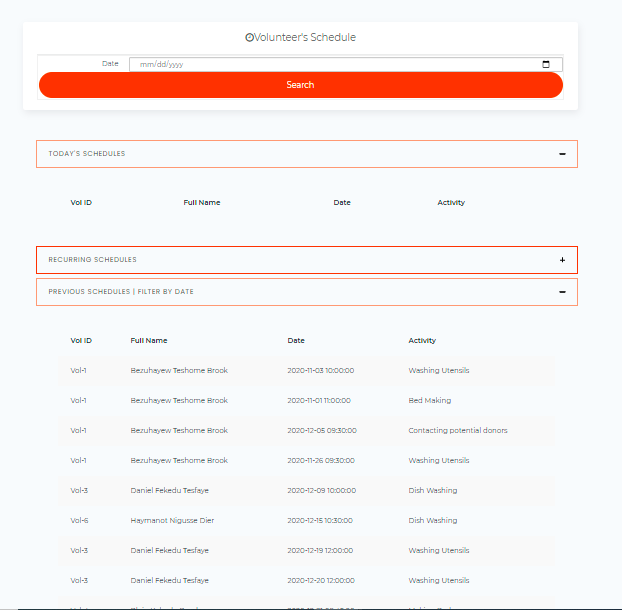 Volunteer's Schedule
Date mm/dd/yyyy
Search
TODAY'S SCHEDULES
Vol ID Full Name Date Activity
RECURRING SCHEDULES
PREVIOUS SCHEDULES | FILTER BY DATE
Vol ID Full Name Date Activity
Vol-1 Bezuhayew Teshome Brook 2020-11-03 10:00:00 Washing Utensils
Vol-1 Bezuhayew Teshome Brook 2020-11-01 11:00:00 Bed Making
Vol-1 Bezuhayew Teshome Brook 2020-12-05 09:30:00 Contacting potential donors
Vol-1 Bezuhayew Teshome Brook 2020-11-26 09:30:00 Washing Utensils
Vol-3 Daniel Fekedu Tesfaye 2020-12-09 10:00:00 Dish Washing
Vol-6 Haymanot Nigusse Dier 2020-12-15 10:30:00 Dish Washing
Vol-3 Daniel Fekedu Tesfaye 2020-12-19 12:00:00 Washing Utensils
Vol-3 Daniel Fekedu Tesfaye 2020-12-20 12:00:00 Washing Utensils